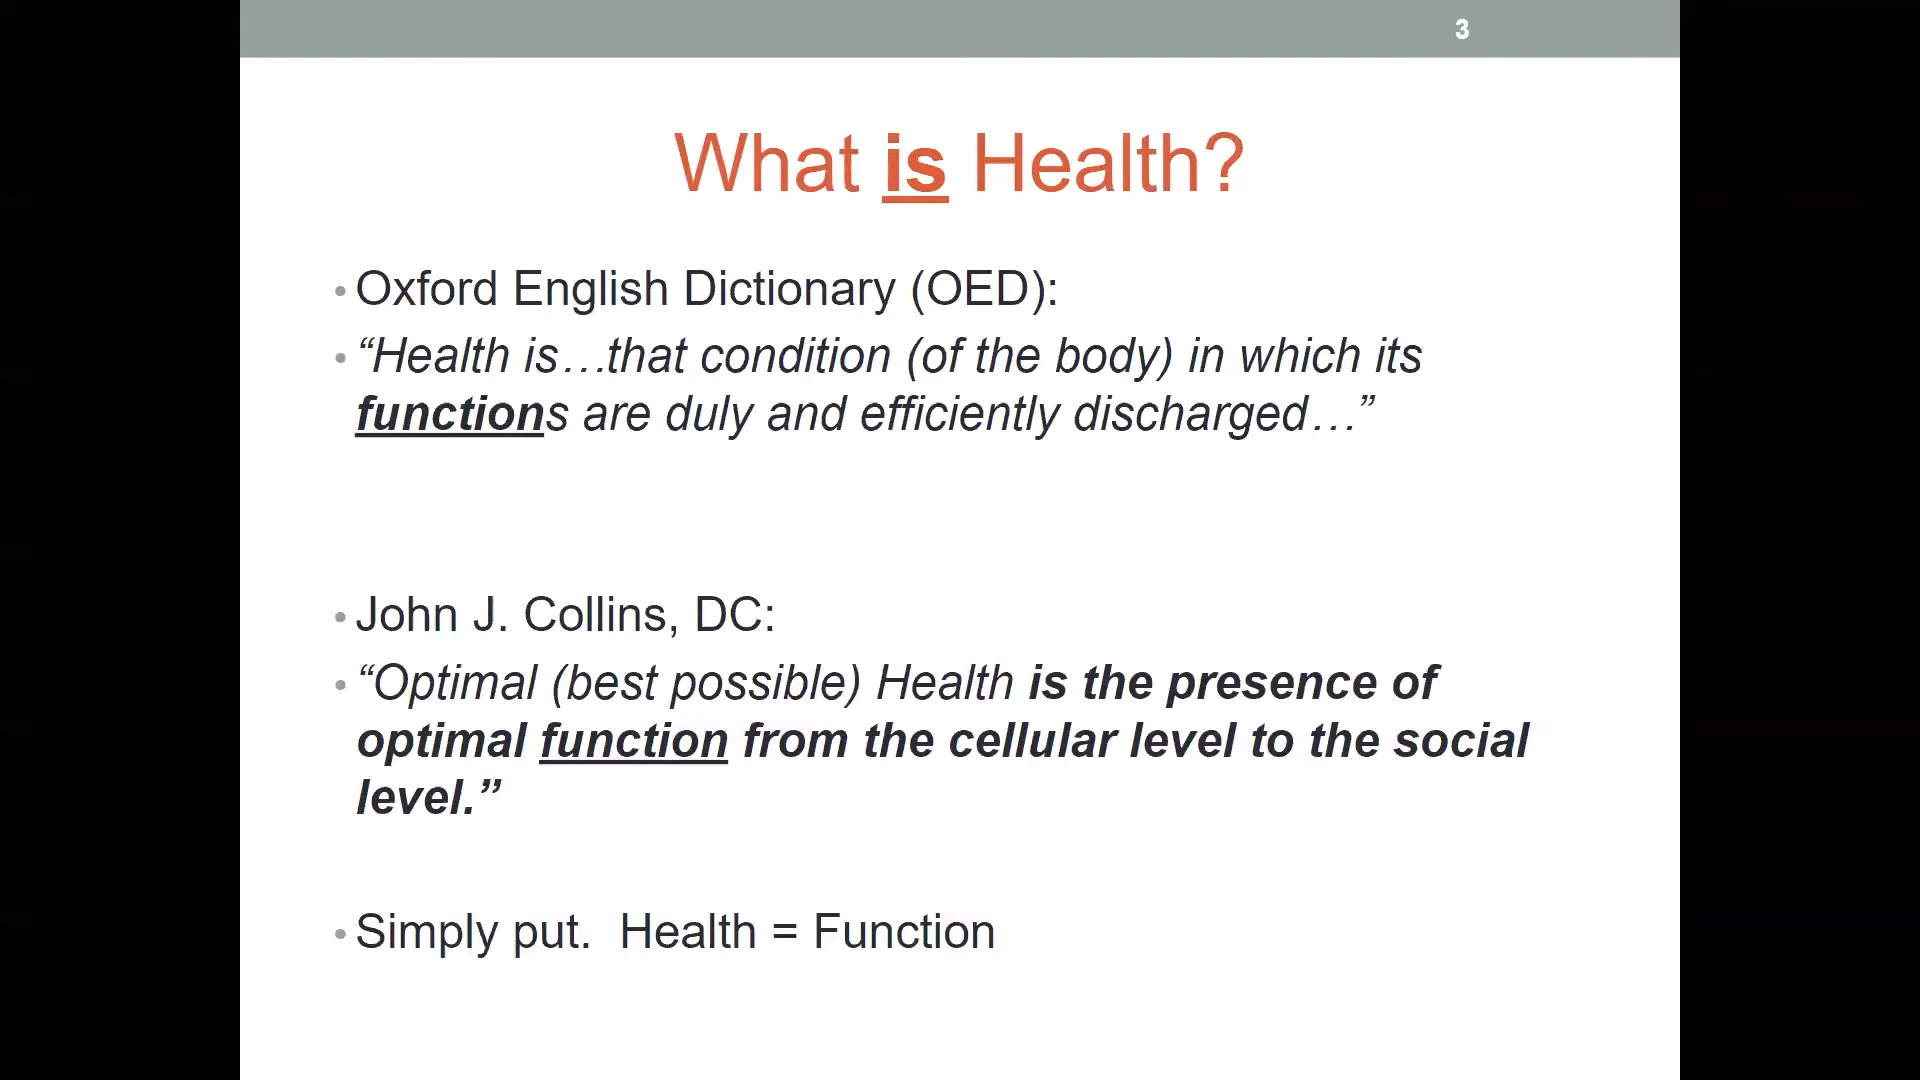 3
What is Health?
• Oxford English Dictionary (OED):
• “Health is…that condition (of the body) in which its
functions are duly and efficiently discharged…”
• John J. Collins, DC:
• “Optimal (best possible) Health is the presence of
optimal function from the cellular level to the social
level.”
• Simply put.  Health = Function